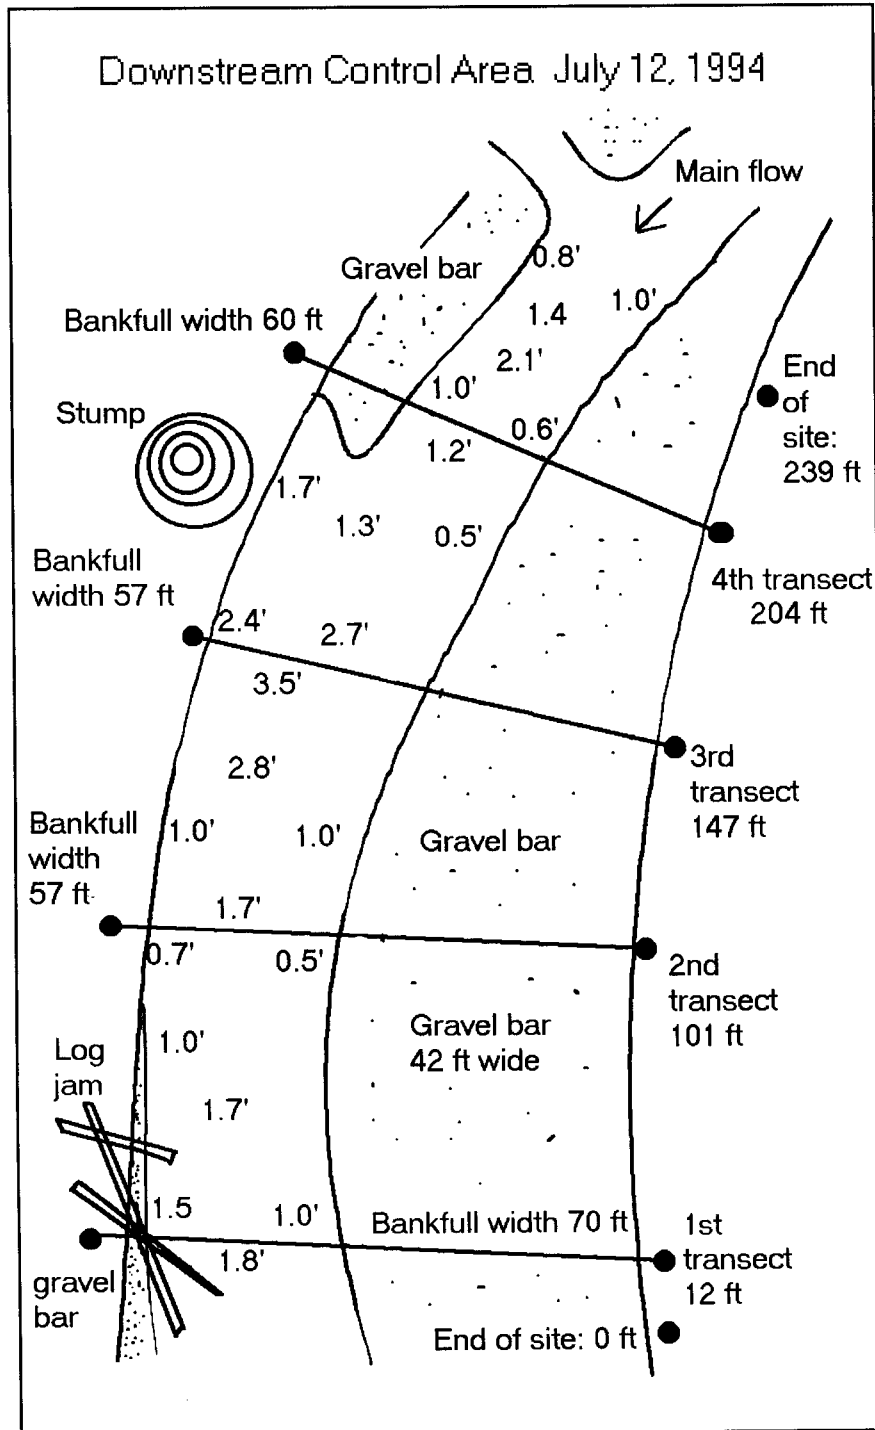 Downstream Control Area July 12, 1994
Main flow
Gravel bar
0.8'
1.0'
1.4
Bankfull width 60 ft
2.1'
1.0'
End
of
site:
239 ft
Stump
0.6'
1.2'
1.7'
1.3'
0.5'
Bankfull
width 57 ft
4th transect
204 ft
2.4'
2.7'
3.5'
3rd
transect
147 ft
2.8'
Bankfull
width
57 ft
1.0'
1.0'
Gravel bar
1.7'
0.7'
0.5'
2nd
transect
101 ft
Gravel bar
42 ft wide
1.0'
Log
jam
1.7'
1.5
1.0'
Bankfull width 70 ft
1st
transect
12 ft
1.8'
gravel
bar
End of site: 0 ft